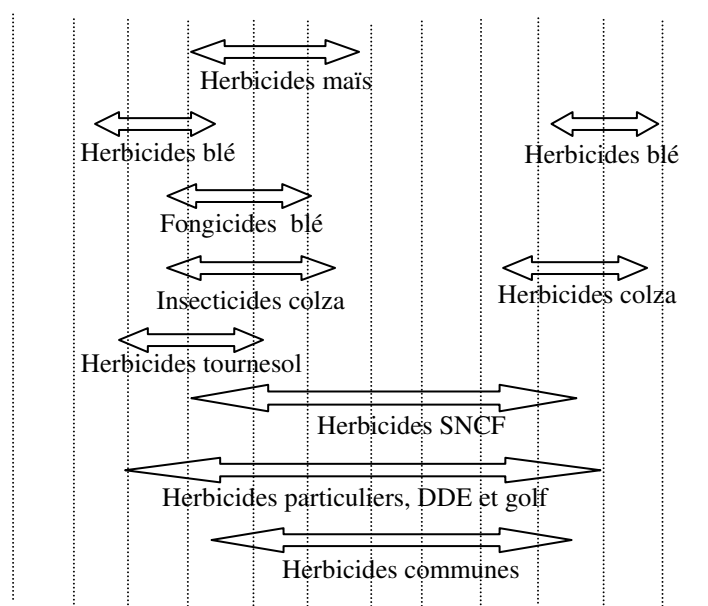 Herbicides maïs
Herbicides blé
Herbicides blé
Fongicides blé
Insecticides colza
Herbicides colza
Herbicides tournesol
Herbicides SNCF
Herbicides particuliers, DDE et golf
Herbicides communes